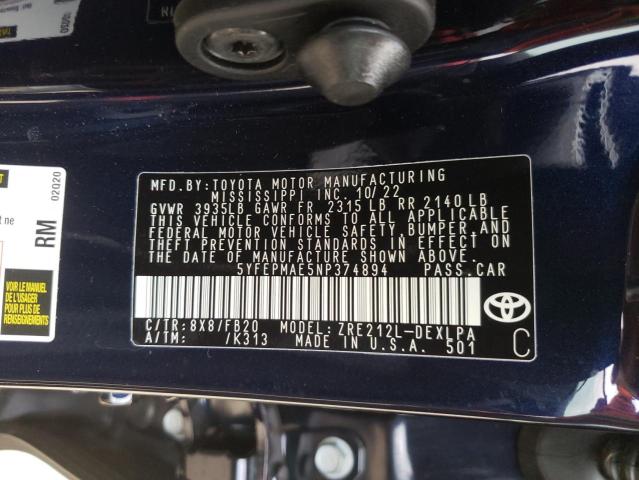 MFD. BY: TOYOTA MOTOR MANUFACTURING
MISSISSIPPI INC. 10/22
GVWR 3935LB GAWR FR 2315 LB RR 2140 LB
THIS VEHICLE CONFORMS TO ALL APPLICABLE
FEDERAL MOTOR VEHICLE SAFETY, BUMPER, AND
THEFT PREVENTION STANDARDS IN EFFECT ON
THE DATE OF MANUFACTURE SHOWN ABOVE.
5YFEPMAE5NP374894 PASS.CAR
C/TR: 8X8/FB20 MODEL: ZRE212L-DEXLPA
A/TM: /K313 MADE IN U.S.A. 501
C
RM
02020
VOIR LE MANUEL
DE L'USAGER
POUR PLUS DE
RENSEIGNEMENTS